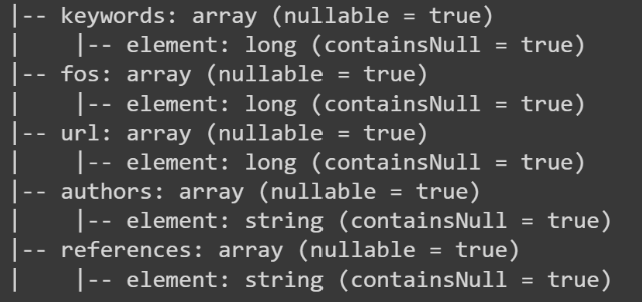 |-- keywords: array (nullable = true)
|    |-- element: long (containsNull = true)
|-- fos: array (nullable = true)
|    |-- element: long (containsNull = true)
|-- url: array (nullable = true)
|    |-- element: long (containsNull = true)
|-- authors: array (nullable = true)
|    |-- element: string (containsNull = true)
|-- references: array (nullable = true)
|    |-- element: string (containsNull = true)